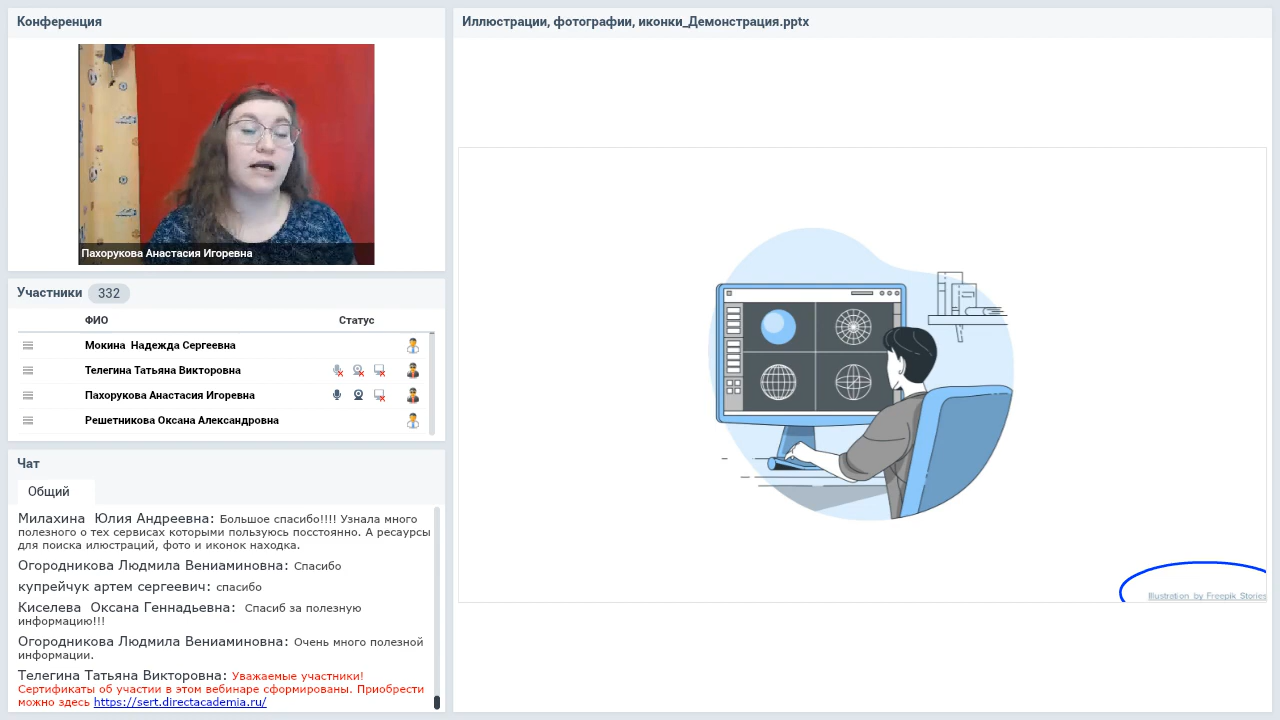 Конференция
Пахорукова Анастасия Игоревна
Участники 332
ФИО Статус
Мокина Надежда Сергеевна
Телегина Татьяна Викторовна
Пахорукова Анастасия Игоревна
Решетникова Оксана Александровна
Чат
Общий
Милахина Юлия Андреевна: Большое спасибо!!!! Узнала много
полезного о тех сервисах которыми пользуюсь посстоянно. А ресаурсы
для поиска илюстраций, фото и иконок находка.
Огородникова Людмила Вениаминовна: Спасибо
купрейчук артем сергеевич: спасибо
Киселева Оксана Геннадьевна: Спасиб за полезную
информацию!!!
Огородникова Людмила Вениаминовна: Очень много полезной
информации.
Телегина Татьяна Викторовна: Уважаемые участники!
Сертификаты об участии в этом вебинаре сформированы. Приобрести
можно здесь https://sert.directacademia.ru/
Иллюстрации, фотографии, иконки_Демонстрация.pptx
Illustration by Freepik Stories